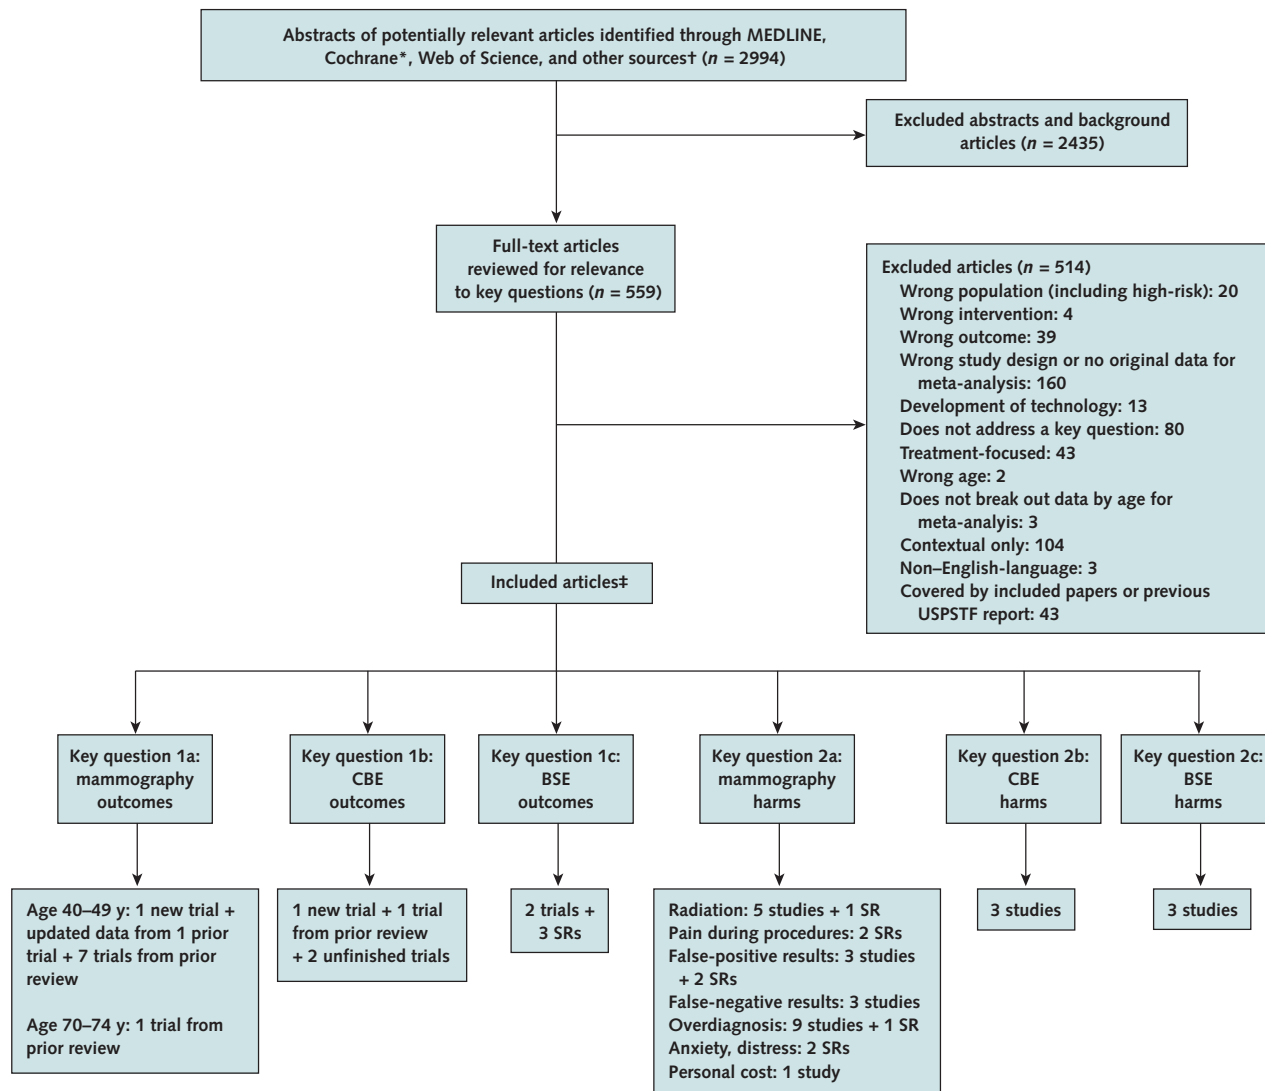 Abstracts of potentially relevant articles identified through MEDLINE,
Cochrane*, Web of Science, and other sources† (n = 2994)
Excluded abstracts and background
articles (n = 2435)
Full-text articles
reviewed for relevance
to key questions (n = 559)
Excluded articles (n = 514)
Wrong population (including high-risk): 20
Wrong intervention: 4
Wrong outcome: 39
Wrong study design or no original data for
meta-analysis: 160
Development of technology: 13
Does not address a key question: 80
Treatment-focused: 43
Wrong age: 2
Does not break out data by age for
meta-analyis: 3
Contextual only: 104
Non–English-language: 3
Covered by included papers or previous
USPSTF report: 43
Included articles‡
Key question 1a:
mammography
outcomes
Key question 1b:
CBE
outcomes
Key question 1c:
BSE
outcomes
Key question 2a:
mammography
harms
Key question 2b:
CBE
harms
Key question 2c:
BSE
harms
Age 40–49 y: 1 new trial +
updated data from 1 prior
trial + 7 trials from prior
review
Age 70–74 y: 1 trial from
prior review
1 new trial + 1 trial
from prior review
+ 2 unfinished trials
2 trials +
3 SRs
Radiation: 5 studies + 1 SR
Pain during procedures: 2 SRs
False-positive results: 3 studies
+ 2 SRs
False-negative results: 3 studies
Overdiagnosis: 9 studies + 1 SR
Anxiety, distress: 2 SRs
Personal cost: 1 study
3 studies
3 studies